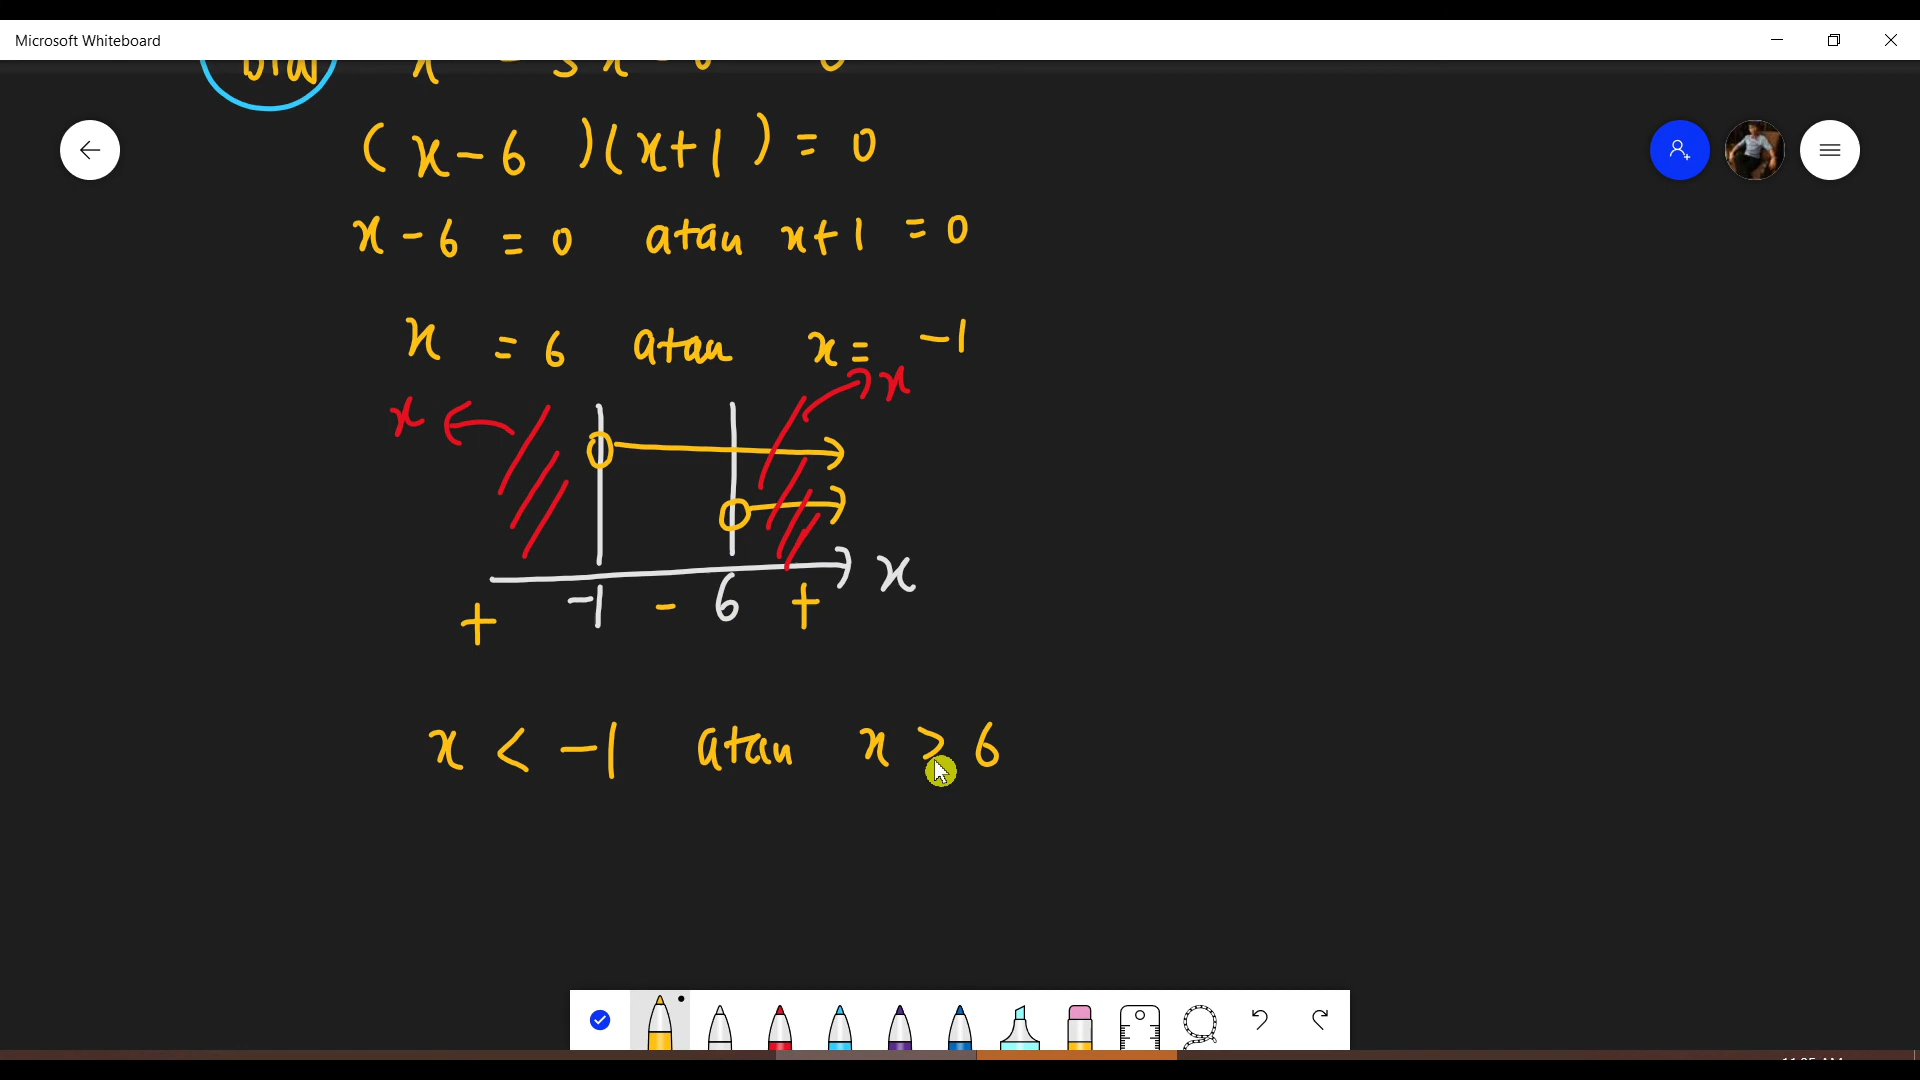 Microsoft Whiteboard
(x-6)(x+1)=0
x-6=0 atau x+1=0
x=6 atau x=-1
x x
x
+ -1 - 6 +
x < -1 atau x > 6